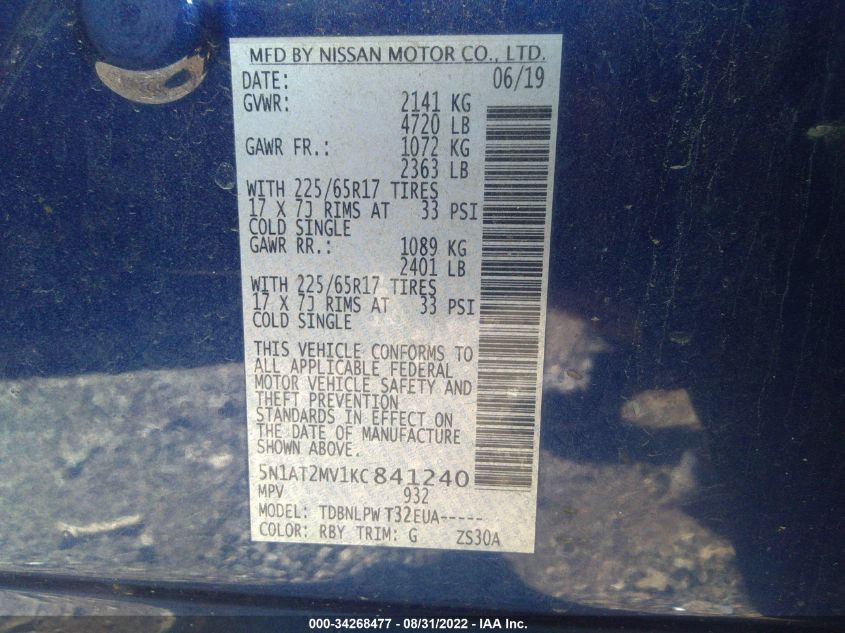 MFD BY NISSAN MOTOR CO., LTD.
DATE: 06/19
GVWR: 2141 KG
4720 LB
GAWR FR.: 1072 KG
2363 LB
WITH 225/65R17 TIRES
17 X 7J RIMS AT 33 PSI
COLD SINGLE
GAWR RR.: 1089 KG
2401 LB
WITH 225/65R17 TIRES
17 X 7J RIMS AT 33 PSI
COLD SINGLE
THIS VEHICLE CONFORMS TO
ALL APPLICABLE FEDERAL
MOTOR VEHICLE SAFETY AND
THEFT PREVENTION
STANDARDS IN EFFECT ON
THE DATE OF MANUFACTURE
SHOWN ABOVE.
5N1AT2MV1KC841240
MPV 932
MODEL: TDBNLPW T32EUA-----
COLOR: RBY TRIM: G ZS30A
000-34268477 - 08/31/2022 - IAA Inc.